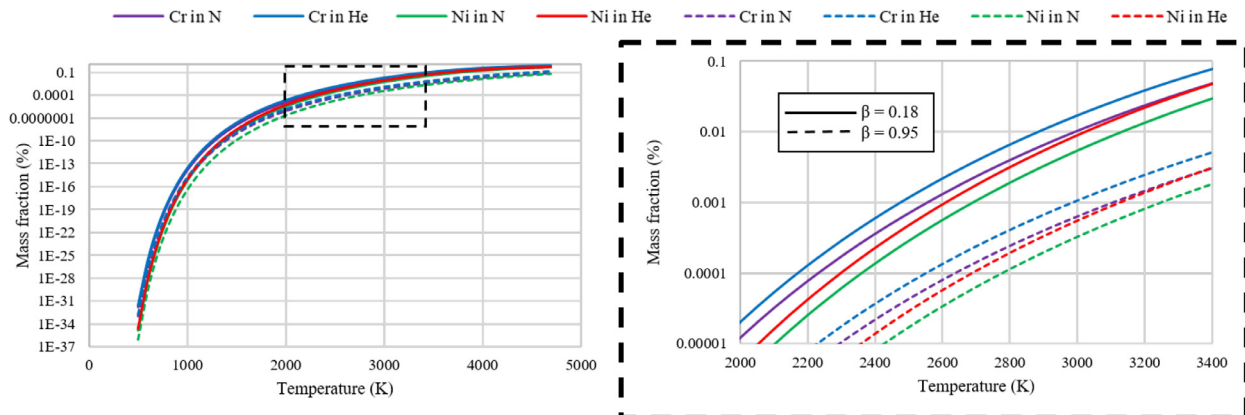 Cr in N Cr in He Ni in N Ni in He Cr in N Cr in He Ni in N Ni in He
Mass fraction (%)
0.1
0.0001
0.0000001
1E-10
1E-13
1E-16
1E-19
1E-22
1E-25
1E-28
1E-31
1E-34
1E-37
0 1000 2000 3000 4000 5000
Temperature (K)
Mass fraction (%)
0.1
0.01
0.001
0.0001
0.00001
β = 0.18
β = 0.95
2000 2200 2400 2600 2800 3000 3200 3400
Temperature (K)